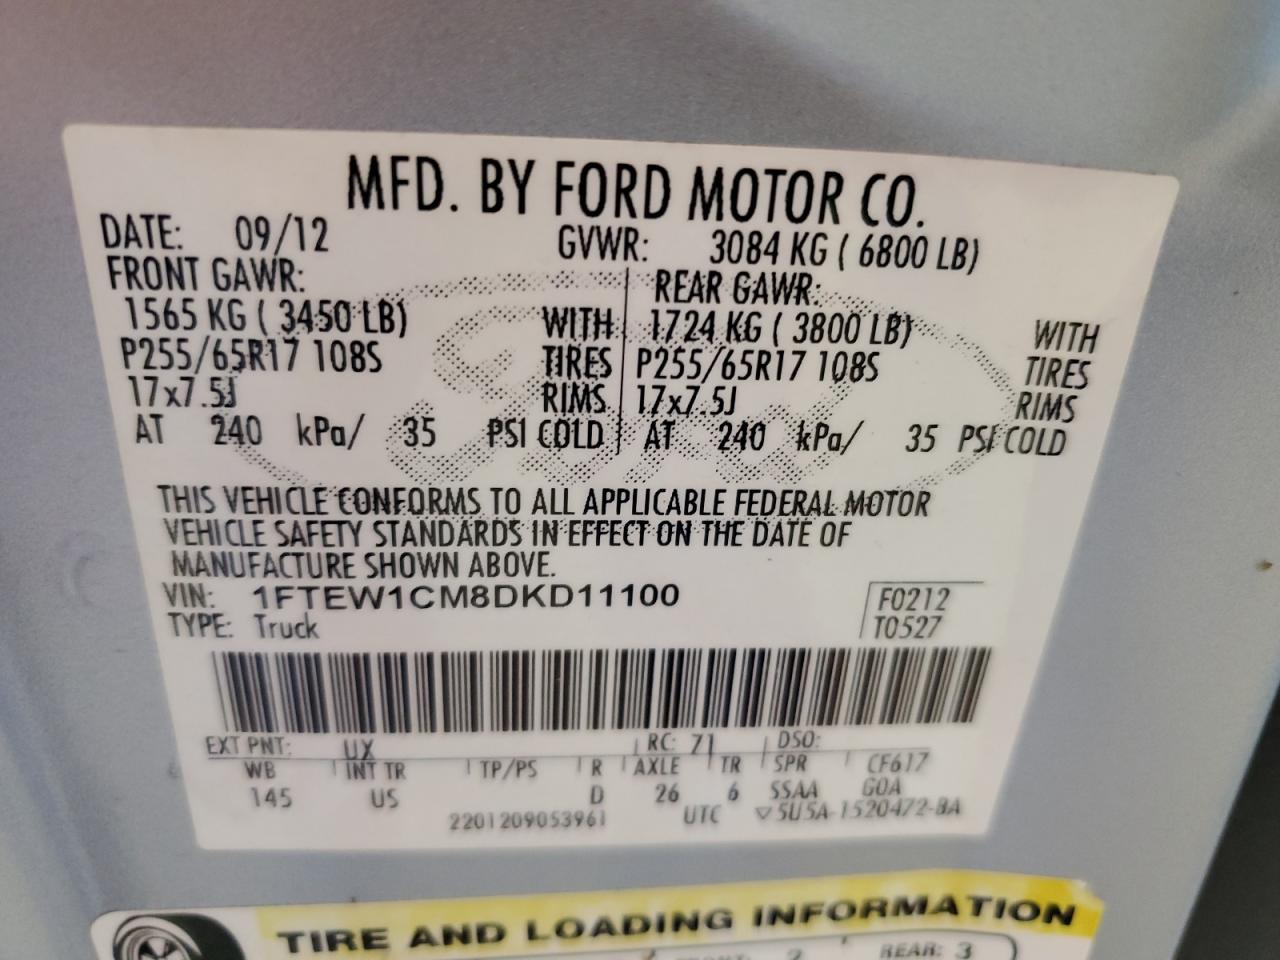 MFD. BY FORD MOTOR CO.
DATE: 09/12 GVWR: 3084 KG ( 6800 LB)
FRONT GAWR: REAR GAWR:
1565 KG ( 3450 LB) WITH 1724 KG ( 3800 LB) WITH
P255/65R17 108S TIRES P255/65R17 108S TIRES
17x7.5J RIMS 17x7.5J RIMS
AT 240 kPa/ 35 PSI COLD AT 240 kPa/ 35 PSI COLD
THIS VEHICLE CONFORMS TO ALL APPLICABLE FEDERAL MOTOR
VEHICLE SAFETY STANDARDS IN EFFECT ON THE DATE OF
MANUFACTURE SHOWN ABOVE.
VIN: 1FTEW1CM8DKD11100 F0212
TYPE: Truck T0527
EXT PNT: UX RC: 71 DSO:
WB INT TR TP/PS R AXLE TR SPR CF617
145 US D 26 6 SSAA GOA
2201209053961 UTC ▽5U5A-1520472-BA
TIRE AND LOADING INFORMATION
2 REAR: 3